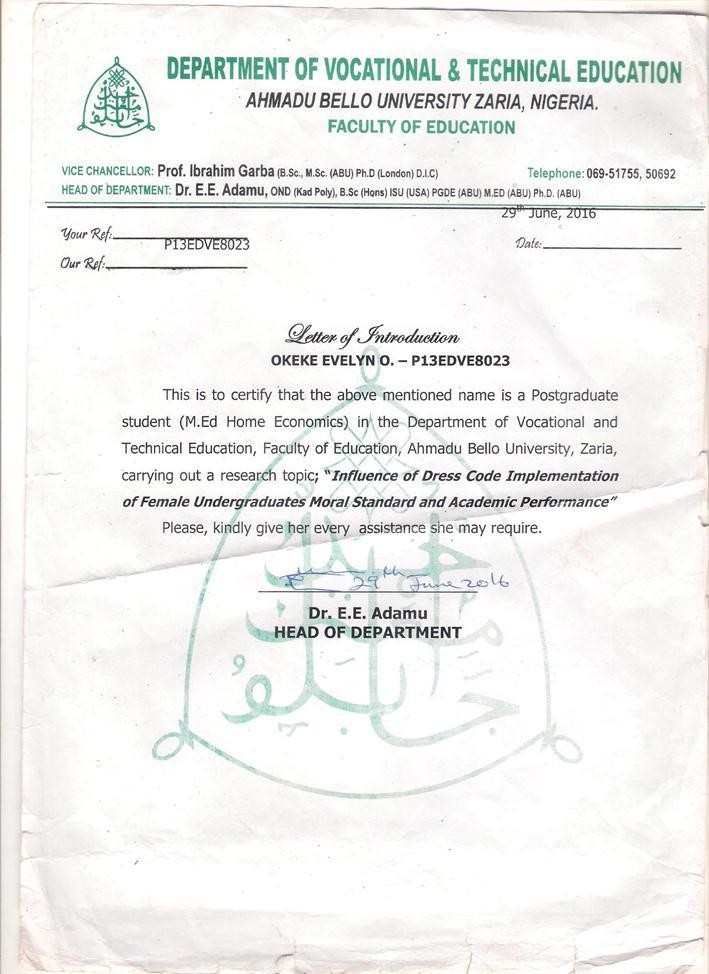 DEPARTMENT OF VOCATIONAL & TECHNICAL EDUCATION
AHMADU BELLO UNIVERSITY ZARIA, NIGERIA.
FACULTY OF EDUCATION
VICE CHANCELLOR: Prof. Ibrahim Garba (B.Sc., M.Sc. (ABU) Ph.D (London) D.I.C)
Telephone: 069-51755, 50692
HEAD OF DEPARTMENT: Dr. E.E. Adamu, OND (Kad Poly), B.Sc (Hons) ISU (USA) PGDE (ABU) M.ED (ABU) Ph.D. (ABU)
29th June, 2016
Your Ref:
P13EDVE8023
Date:
Our Ref:
Letter of Introduction
OKEKE EVELYN O. – P13EDVE8023
This is to certify that the above mentioned name is a Postgraduate
student (M.Ed Home Economics) in the Department of Vocational and
Technical Education, Faculty of Education, Ahmadu Bello University, Zaria,
carrying out a research topic; “Influence of Dress Code Implementation
of Female Undergraduates Moral Standard and Academic Performance”
Please, kindly give her every assistance she may require.
29th June 2016
Dr. E.E. Adamu
HEAD OF DEPARTMENT